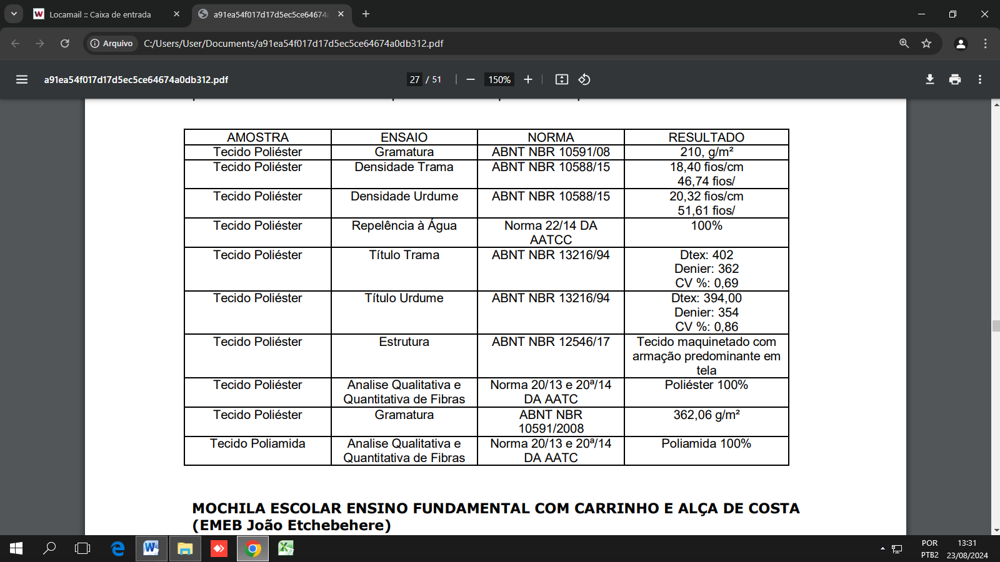 Locamail :: Caixa de entrada
a91ea54f017d17d5ec5ce64674
Arquivo
C:/Users/User/Documents/a91ea54f017d17d5ec5ce64674a0db312.pdf
a91ea54f017d17d5ec5ce64674a0db312.pdf
27 / 51
150%
AMOSTRA ENSAIO NORMA RESULTADO
Tecido Poliéster Gramatura ABNT NBR 10591/08 210, g/m²
Tecido Poliéster Densidade Trama ABNT NBR 10588/15 18,40 fios/cm
46,74 fios/
Tecido Poliéster Densidade Urdume ABNT NBR 10588/15 20,32 fios/cm
51,61 fios/
Tecido Poliéster Repelência à Água Norma 22/14 DA 100%
AATCC
Tecido Poliéster Título Trama ABNT NBR 13216/94 Dtex: 402
Denier: 362
CV %: 0,69
Tecido Poliéster Título Urdume ABNT NBR 13216/94 Dtex: 394,00
Denier: 354
CV %: 0,86
Tecido Poliéster Estrutura ABNT NBR 12546/17 Tecido maquinetado com
armação predominante em
tela
Tecido Poliéster Analise Qualitativa e Norma 20/13 e 20ª/14 Poliéster 100%
Quantitativa de Fibras DA AATC
Tecido Poliéster Gramatura ABNT NBR 362,06 g/m²
10591/2008
Tecido Poliamida Analise Qualitativa e Norma 20/13 e 20ª/14 Poliamida 100%
Quantitativa de Fibras DA AATC
MOCHILA ESCOLAR ENSINO FUNDAMENTAL COM CARRINHO E ALÇA DE COSTA
(EMEB João Etchebehere)
POR 13:31
PTB2 23/08/2024